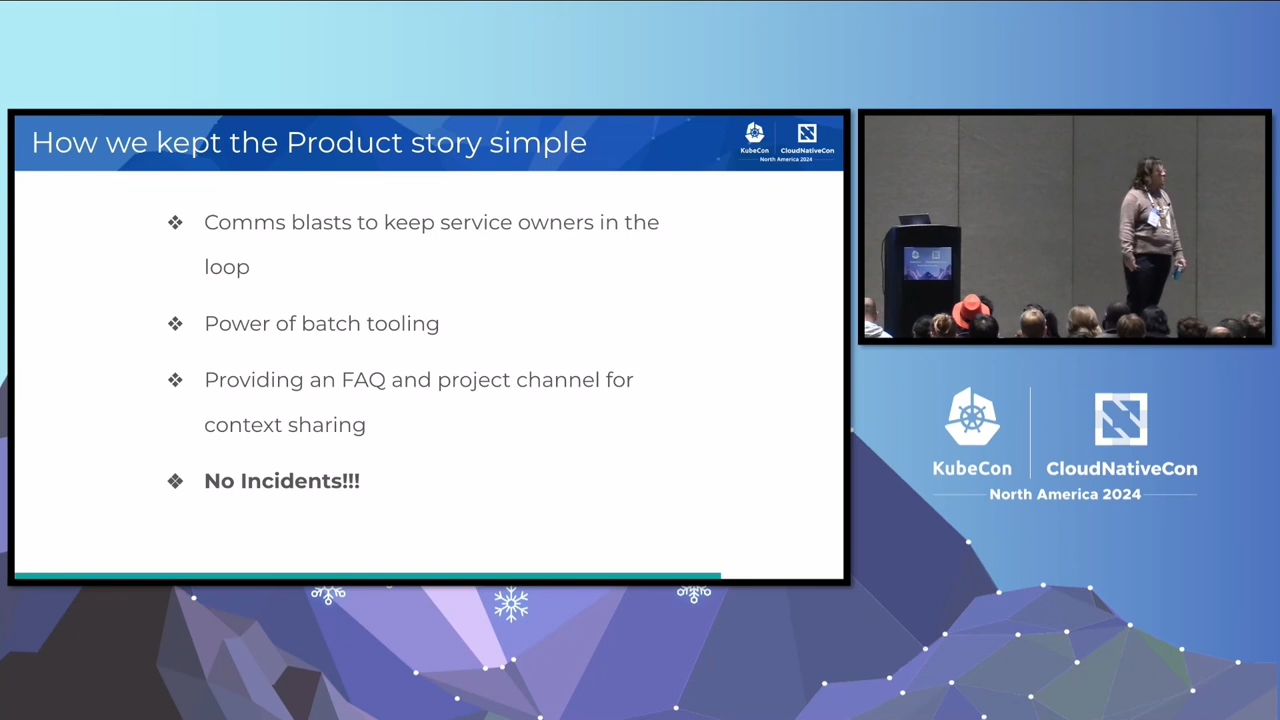 How we kept the Product story simple
KubeCon
CloudNativeCon
North America 2024
❖ Comms blasts to keep service owners in the
loop
❖ Power of batch tooling
❖ Providing an FAQ and project channel for
context sharing
❖ No Incidents!!!
KubeCon
CloudNativeCon
North America 2024